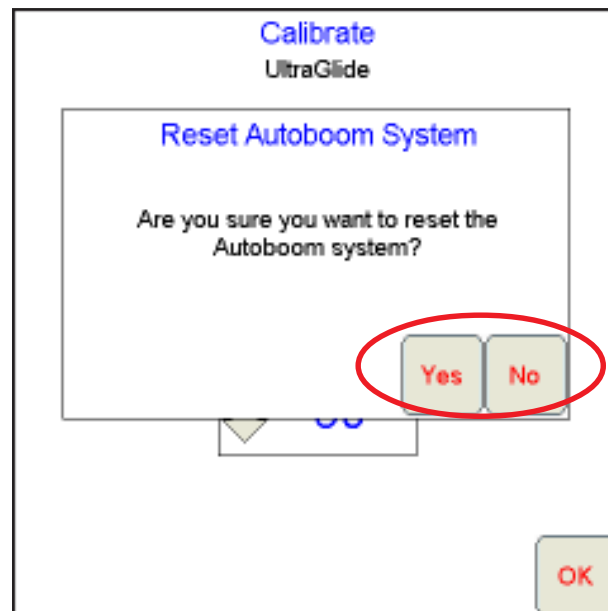 Calibrate
UltraGlide
Reset Autoboom System
Are you sure you want to reset the
Autoboom system?
Yes No
OK